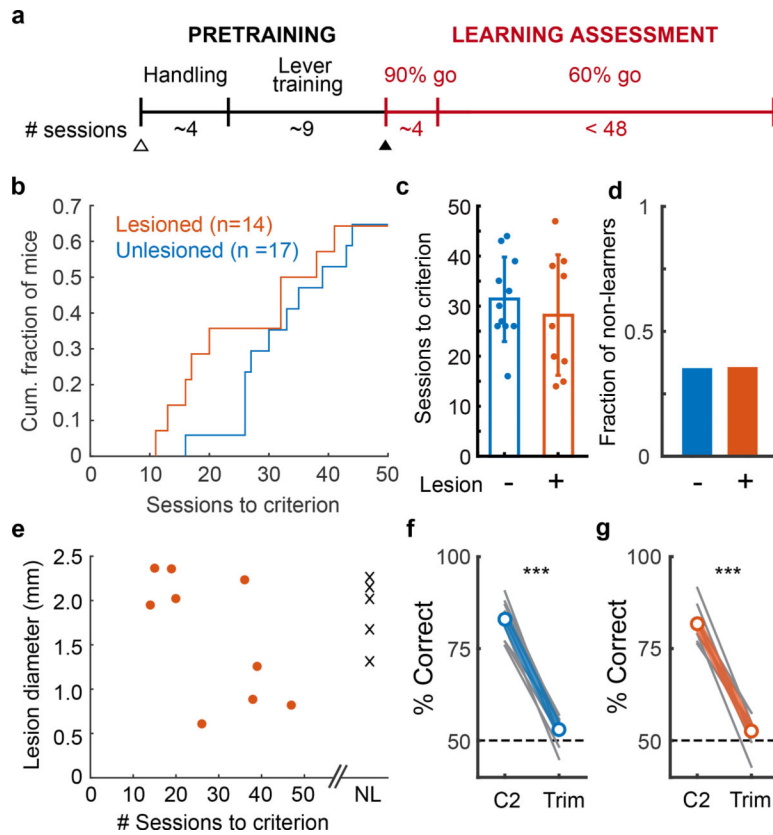 a
PRETRAINING LEARNING ASSESSMENT
Handling Lever training 90% go 60% go
# sessions ~4 ~9 ~4 < 48
b
Cum. fraction of mice
0.7
0.6
0.5
0.4
0.3
0.2
0.1
0
Lesioned (n=14)
Unlesioned (n =17)
0 10 20 30 40 50
Sessions to criterion
c
Sessions to criterion
50
40
30
20
10
0
Lesion - +
d
Fraction of non-learners
1
0.5
0
- +
e
Lesion diameter (mm)
2.5
2.0
1.5
1.0
0.5
0
0 10 20 30 40 50 NL
# Sessions to criterion
f
% Correct
100
75
50
***
C2 Trim
g
% Correct
100
75
50
***
C2 Trim